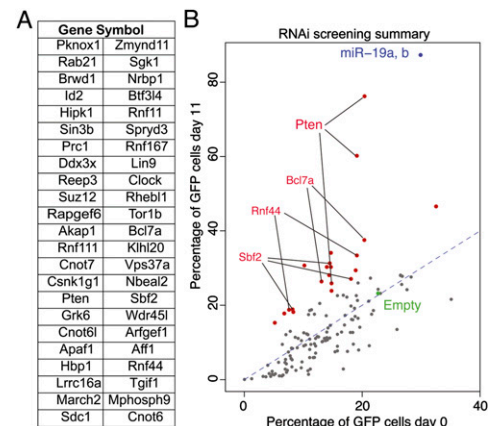 A
Gene Symbol
Pknox1 Zmynd11
Rab21 Sgk1
Brwd1 Nrbp1
Id2 Btf3l4
Hipk1 Rnf11
Sin3b Spryd3
Prc1 Rnf167
Ddx3x Lin9
Reep3 Clock
Suz12 Rhebl1
Rapgef6 Tor1b
Akap1 Bcl7a
Rnf111 Klhl20
Cnot7 Vps37a
Csnk1g1 Nbeal2
Pten Sbf2
Grk6 Wdr45l
Cnot6l Arfgef1
Apaf1 Aff1
Hbp1 Rnf44
Lrrc16a Tgif1
March2 Mphosph9
Sdc1 Cnot6
B
RNAi screening summary
miR-19a, b
Pten
Bcl7a
Rnf44
Sbf2
Empty
Percentage of GFP cells day 11
0 20 40 60 80
0 20 40
Percentage of GFP cells day 0